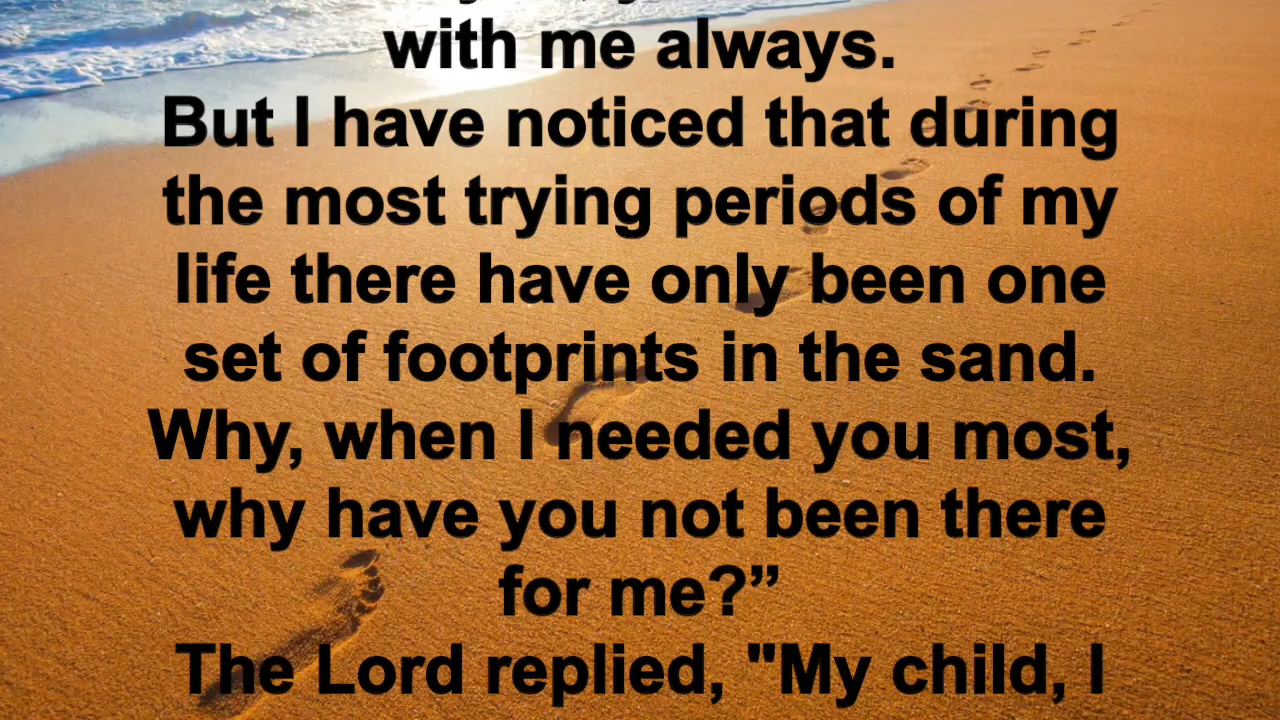 with me always.
But I have noticed that during
the most trying periods of my
life there have only been one
set of footprints in the sand.
Why, when I needed you most,
why have you not been there
for me?”
The Lord replied, "My child, I